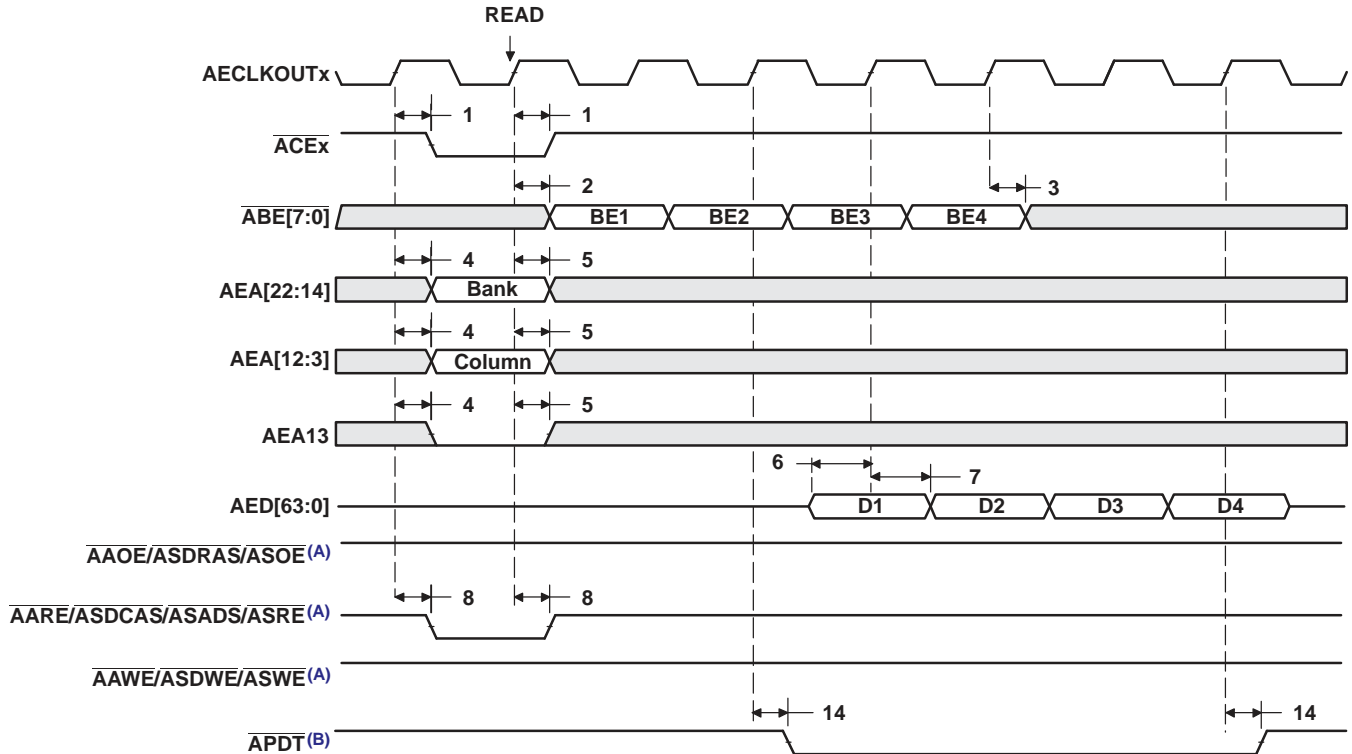 READ
AECLKOUTx
1 1
ACEx
2 3
ABE[7:0] BE1 BE2 BE3 BE4
4 5
AEA[22:14] Bank
4 5
AEA[12:3] Column
4 5
AEA13
6 7
AED[63:0] D1 D2 D3 D4
AAOE/ASDRAS/ASOE(A)
8 8
AARE/ASDCAS/ASADS/ASRE(A)
AAWE/ASDWE/ASWE(A)
14 14
APDT(B)